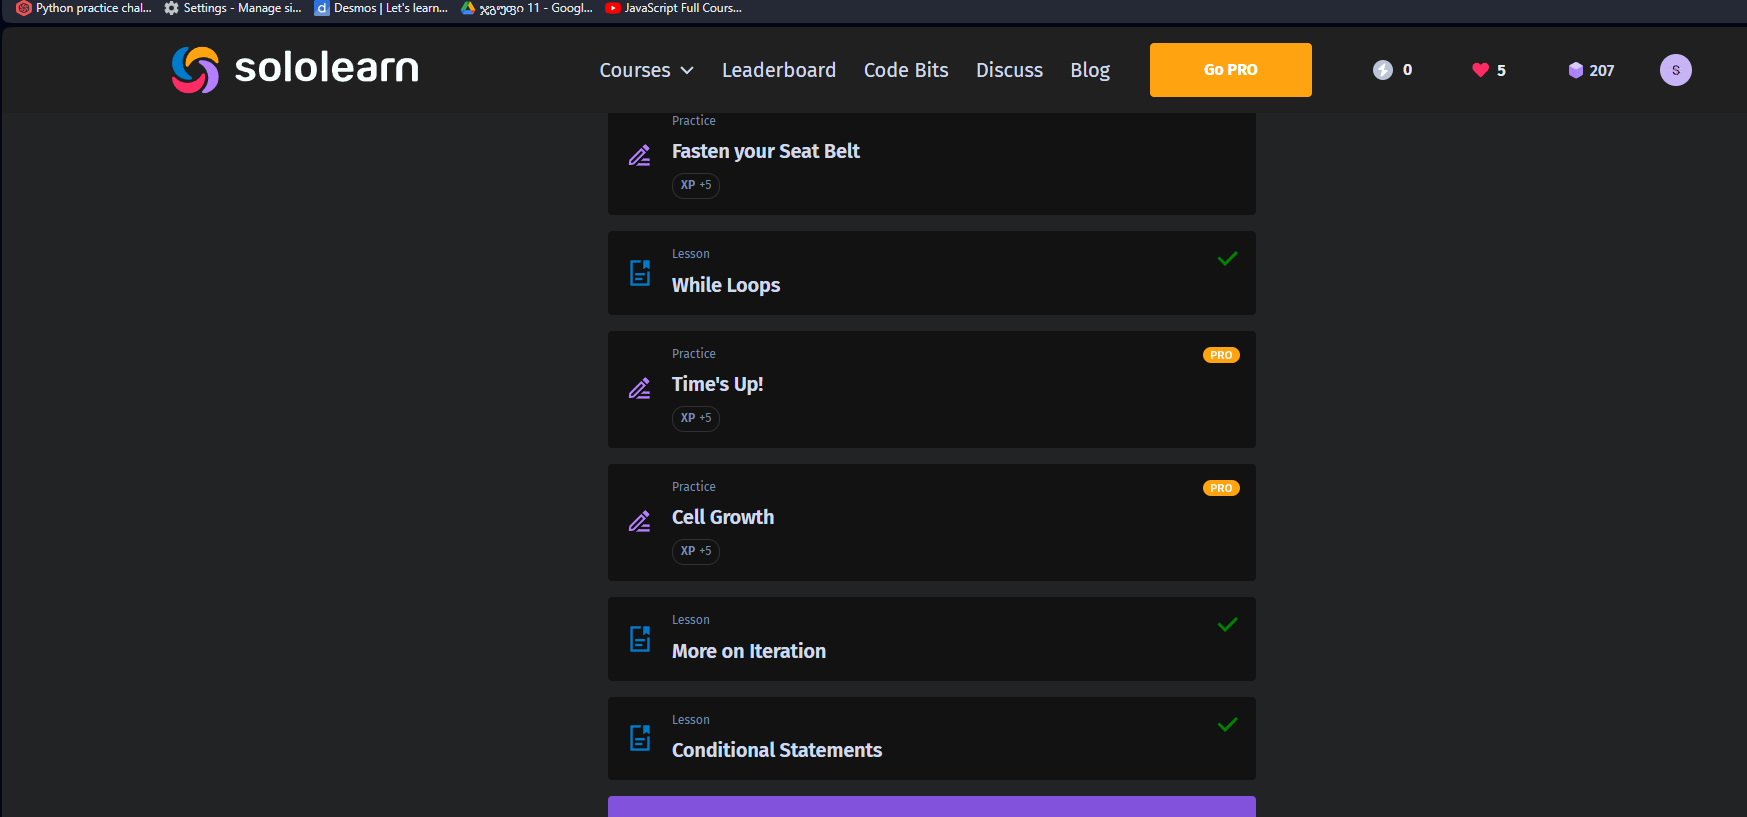 Python practice chal...
Settings - Manage si...
Desmos | Let's learn...
ჯგუფი 11 - Googl...
JavaScript Full Cours...
sololearn
Courses
Leaderboard
Code Bits
Discuss
Blog
Go PRO
0
5
207
S
Practice
Fasten your Seat Belt
XP +5
Lesson
While Loops
Practice
PRO
Time's Up!
XP +5
Practice
PRO
Cell Growth
XP +5
Lesson
More on Iteration
Lesson
Conditional Statements